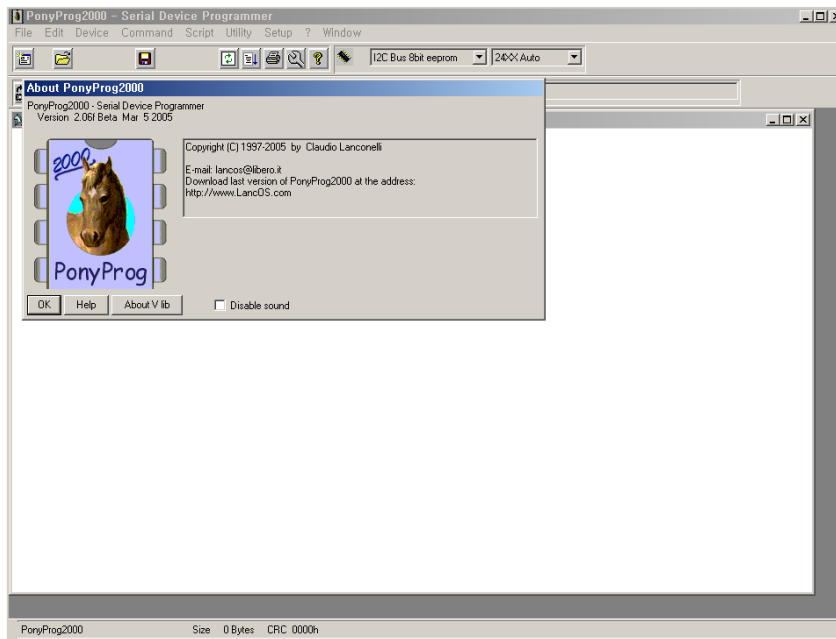 PonyProg2000 - Serial Device Programmer
File Edit Device Command Script Utility Setup ? Window
I2C Bus 8bit eeprom 24XX Auto
About PonyProg2000
PonyProg2000 - Serial Device Programmer
Version 2.06f Beta Mar 5 2005
Copyright (C) 1997-2005 by Claudio Lanconelli
E-mail: lancos@libero.it
Download last version of PonyProg2000 at the address:
http://www.LancOS.com
2000
PonyProg
OK Help About V lib Disable sound
PonyProg2000 Size 0 Bytes CRC 0000h